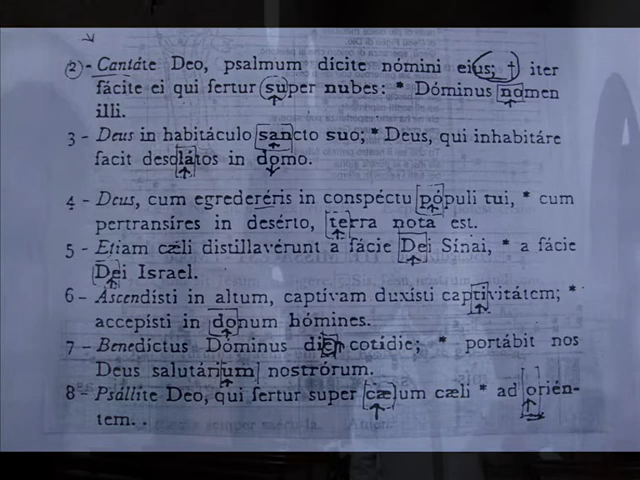 2 - Cantáte Deo, psalmum dícite nómini eius; † iter
fácite ei qui fertur super nubes: * Dóminus nomen
illi.
3 - Deus in habitáculo sancto suo; * Deus, qui inhabitáre
facit desolátos in domo.
4 - Deus, cum egrederéris in conspéctu pópuli tui, * cum
pertransíres in desérto, terra nota est.
5 - Etiam cæli distillavérunt a fácie Dei Sínai, * a fácie
Dei Israel.
6 - Ascendisti in altum, captivam duxísti captivitátem; *
accepísti in donum hómines.
7 - Benedíctus Dóminus die cotídie; * portábit nos
Deus salutárium nostrórum.
8 - Psállite Deo, qui fertur super cælum cæli * ad orién-
tem. .